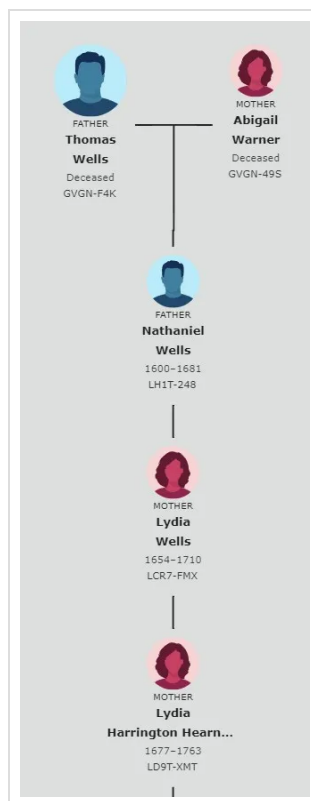 FATHER
Thomas
Wells
Deceased
GVGN-F4K
MOTHER
Abigail
Warner
Deceased
GVGN-49S
FATHER
Nathaniel
Wells
1600–1681
LH1T-248
MOTHER
Lydia
Wells
1654–1710
LCR7-FMX
MOTHER
Lydia
Harrington Hearn...
1677–1763
LD9T-XMT